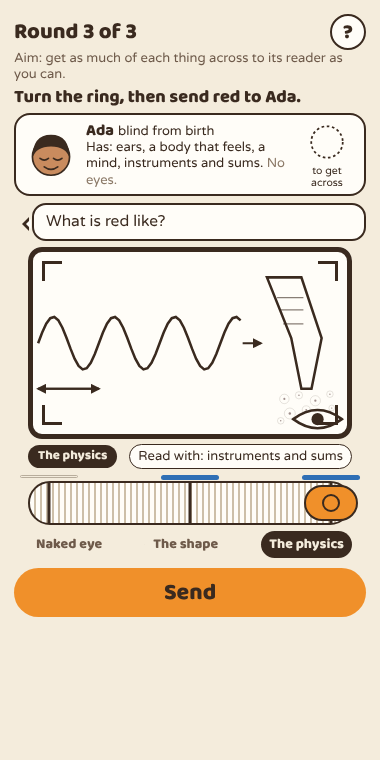 Round 3 of 3
?
Aim: get as much of each thing across to its reader as
you can.
Turn the ring, then send red to Ada.
Ada blind from birth
Has: ears, a body that feels, a
mind, instruments and sums. No
eyes.
to get
across
What is red like?
The physics
Read with: instruments and sums
Naked eye
The shape
The physics
Send